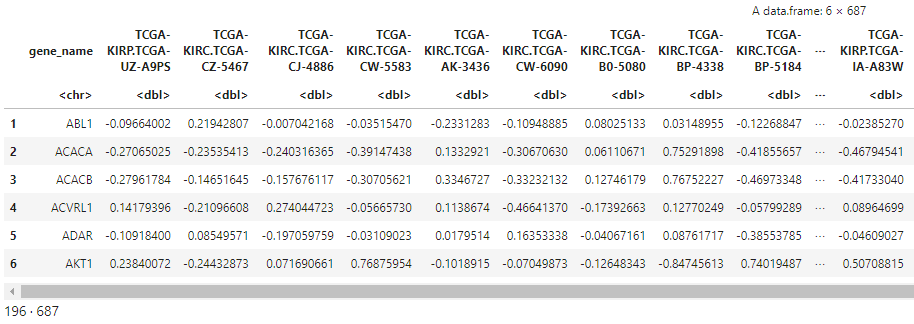 A data.frame: 6 × 687
gene_name TCGA-KIRP.TCGA-UZ-A9PS TCGA-KIRC.TCGA-CZ-5467 TCGA-KIRC.TCGA-CJ-4886 TCGA-KIRC.TCGA-CW-5583 TCGA-KIRC.TCGA-AK-3436 TCGA-KIRC.TCGA-CW-6090 TCGA-KIRC.TCGA-B0-5080 TCGA-KIRC.TCGA-BP-4338 TCGA-KIRC.TCGA-BP-5184 ⋯ TCGA-KIRP.TCGA-IA-A83W
<chr> <dbl> <dbl> <dbl> <dbl> <dbl> <dbl> <dbl> <dbl> <dbl> ⋯ <dbl>
1 ABL1 -0.09664002 0.21942807 -0.007042168 -0.03515470 -0.2331283 -0.10948885 0.08025133 0.03148955 -0.12268847 ⋯ -0.02385270
2 ACACA -0.27065025 -0.23535413 -0.240316365 -0.39147438 0.1332921 -0.30670630 0.06110671 0.75291898 -0.41855657 ⋯ -0.46794541
3 ACACB -0.27961784 -0.14651645 -0.157676117 -0.30705621 0.3346727 -0.33232132 0.12746179 0.76752227 -0.46973348 ⋯ -0.41733040
4 ACVRL1 0.14179396 -0.21096608 0.274044723 -0.05665730 0.1138674 -0.46641370 -0.17392663 0.12770249 -0.05799289 ⋯ 0.08964699
5 ADAR -0.10918400 0.08549571 -0.197059759 -0.03109023 0.0179514 0.16353338 -0.04067161 0.08761717 -0.38553785 ⋯ -0.04609027
6 AKT1 0.23840072 -0.24432873 0.071690661 0.76875954 -0.1018915 -0.07049873 -0.12648343 -0.84745613 0.74019487 ⋯ 0.50708815
196 · 687